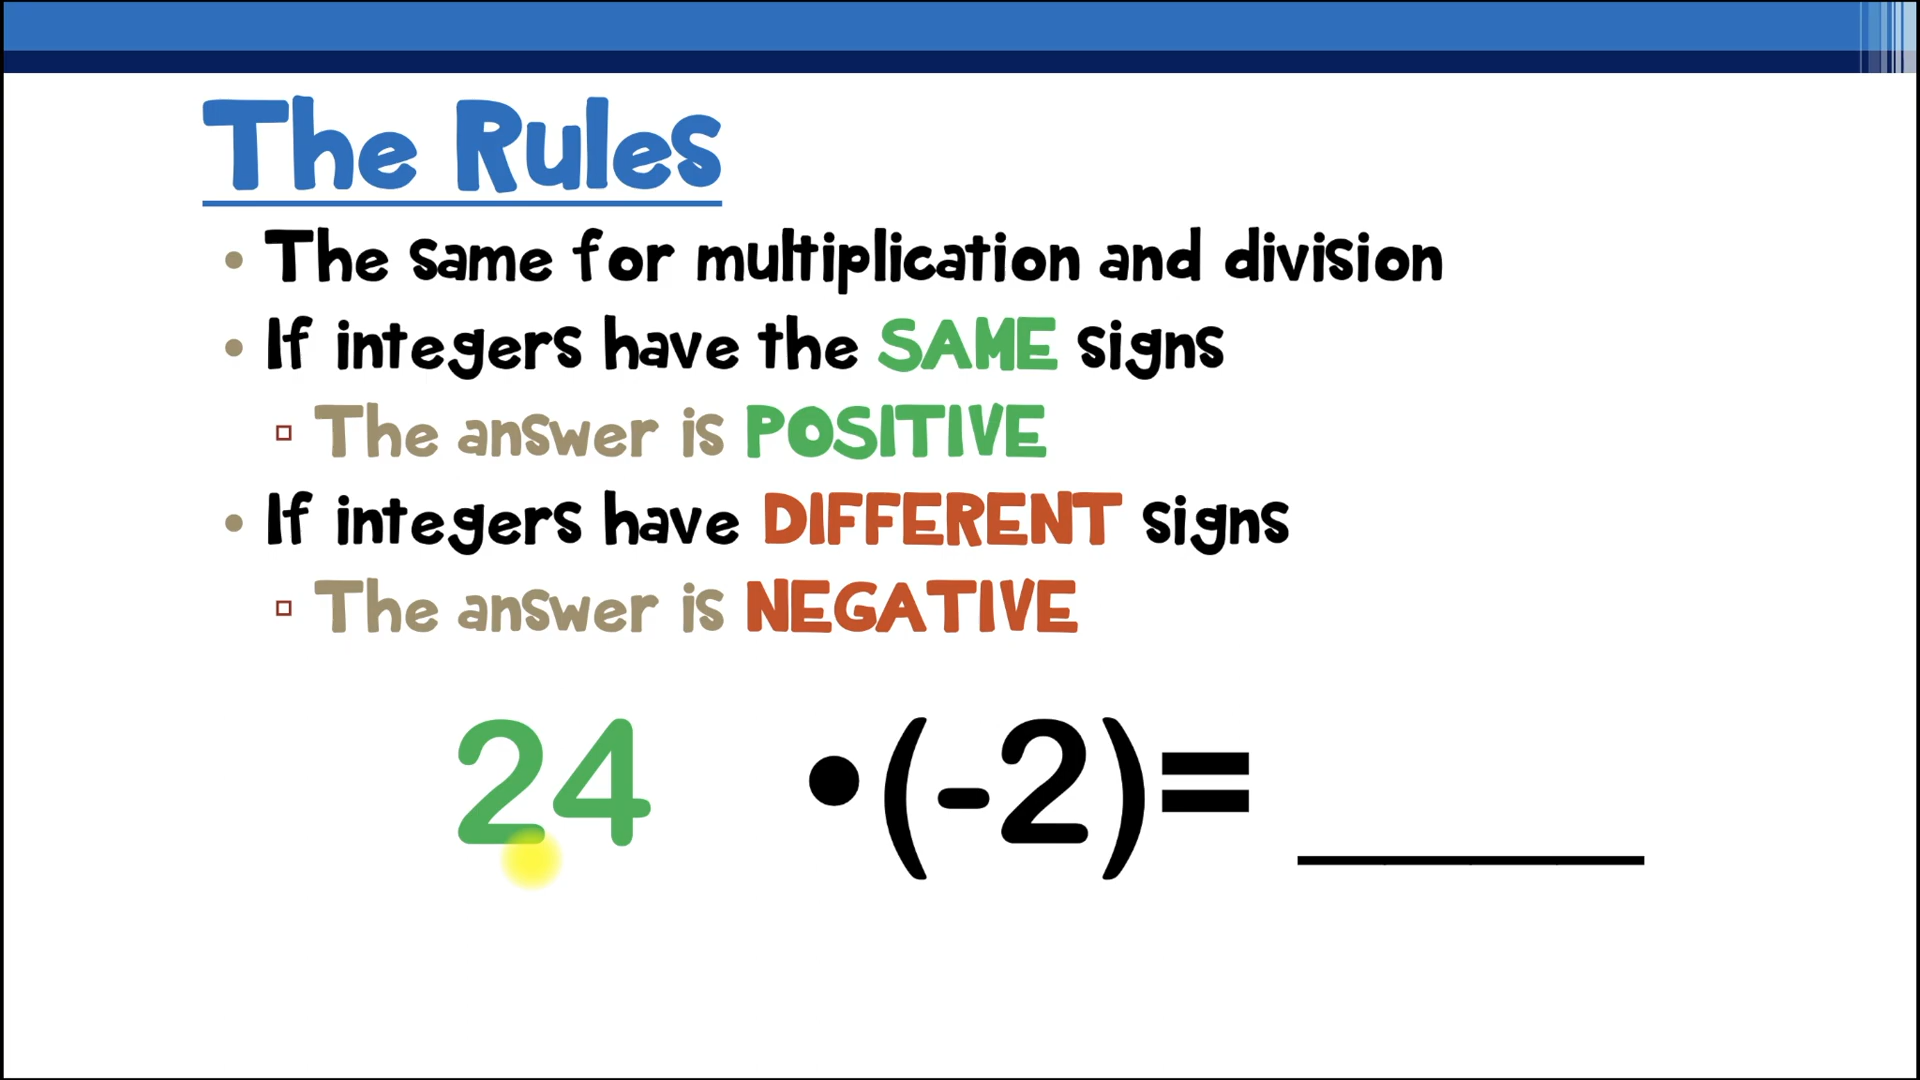 The Rules
• The same for multiplication and division
• If integers have the SAME signs
▫ The answer is POSITIVE
• If integers have DIFFERENT signs
▫ The answer is NEGATIVE
24 •(-2)= ____